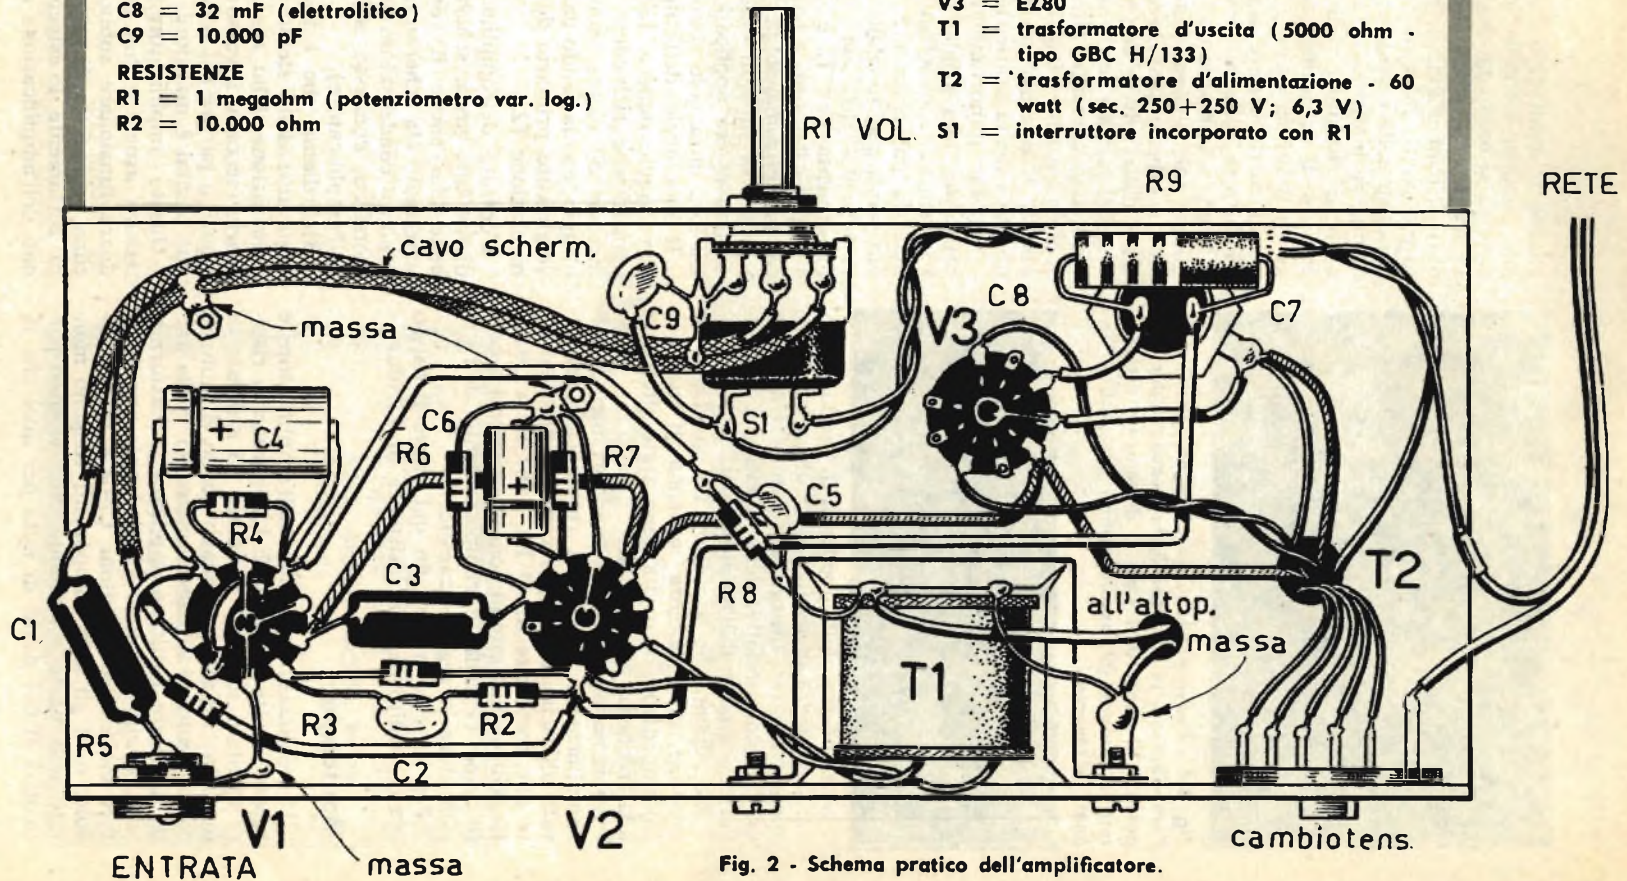 C8 = 32 mF (elettrolitico)
C9 = 10.000 pF
RESISTENZE
R1 = 1 megaohm (potenziometro var. log.)
R2 = 10.000 ohm
V3 = EZ80
T1 = trasformatore d'uscita (5000 ohm -
tipo GBC H/133)
T2 = trasformatore d'alimentazione - 60
watt (sec. 250+250 V; 6,3 V)
S1 = interruttore incorporato con R1
R1 VOL.
R9
RETE
cavo scherm.
massa
C9
C8
C7
V3
S1
C4
+
C6
R6
R7
+
C5
R4
C3
R8
T2
all'altop.
massa
C1
T1
R3
R2
R5
C2
V1
V2
cambiotens.
ENTRATA
massa
Fig. 2 - Schema pratico dell'amplificatore.